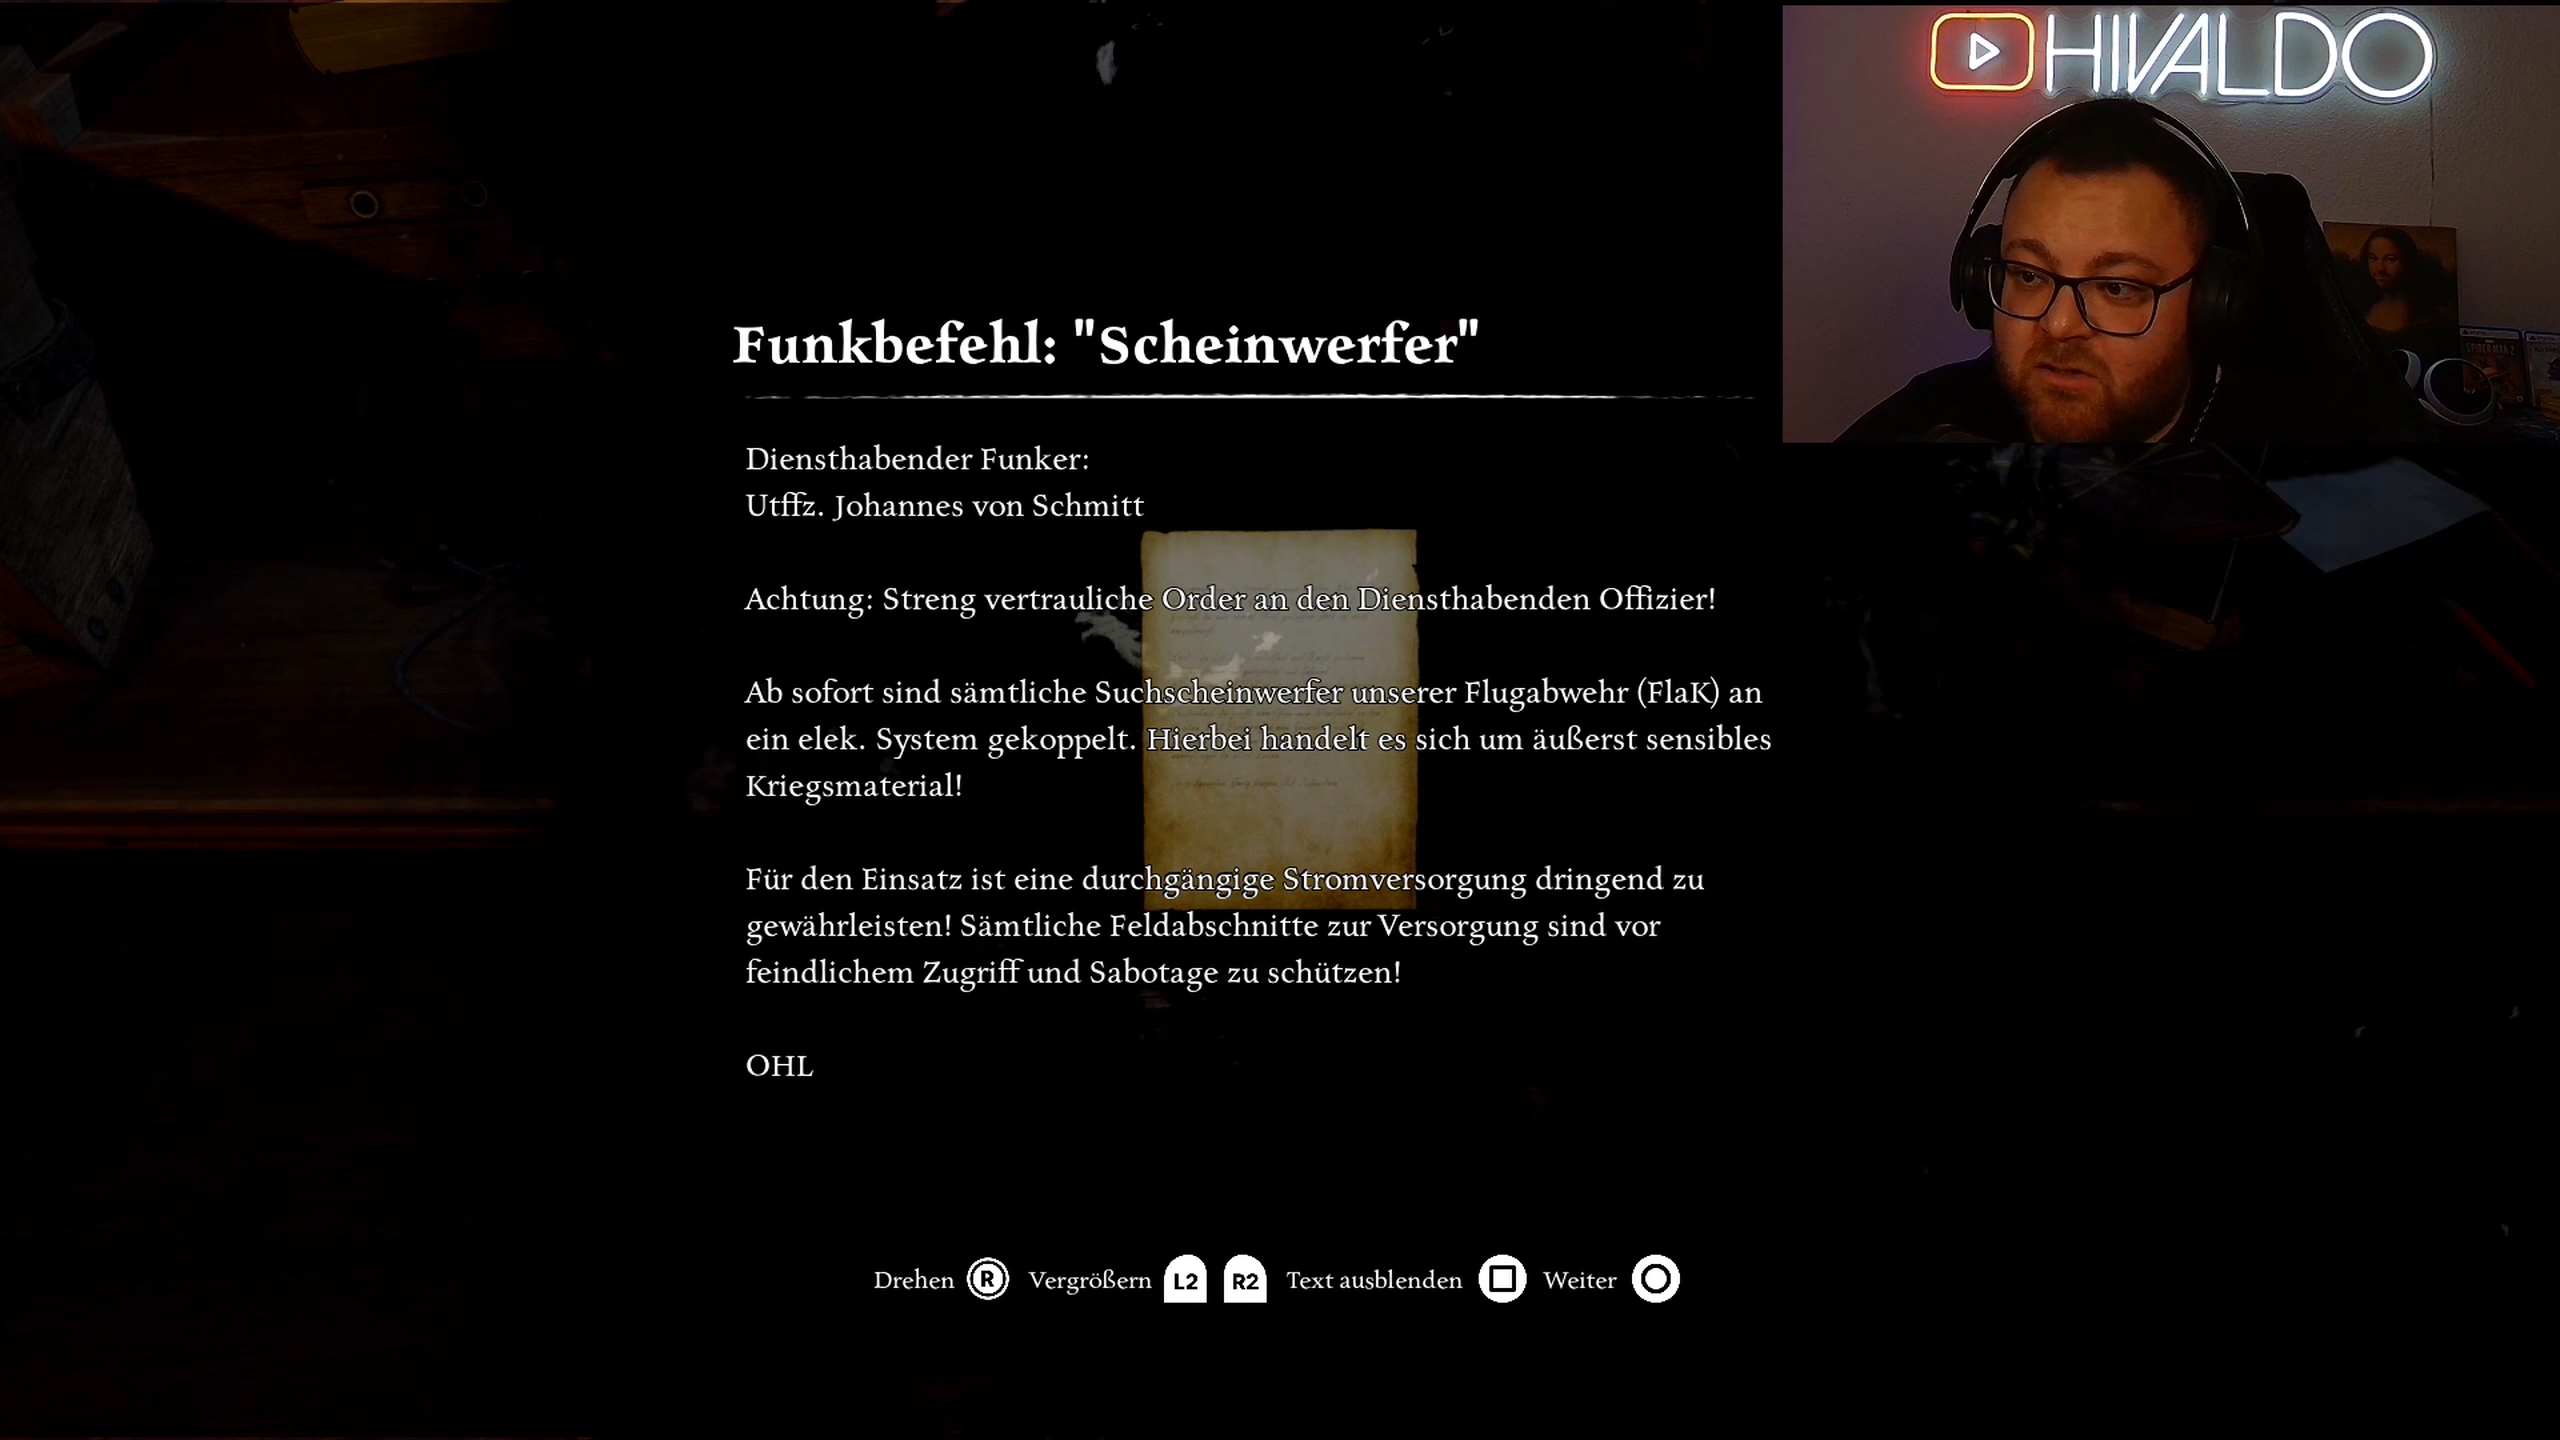 HIVALDO
Funkbefehl: "Scheinwerfer"
Diensthabender Funker:
Utffz. Johannes von Schmitt
Achtung: Streng vertrauliche Order an den Diensthabenden Offizier!
Ab sofort sind sämtliche Suchscheinwerfer unserer Flugabwehr (FlaK) an
ein elek. System gekoppelt. Hierbei handelt es sich um äußerst sensibles
Kriegsmaterial!
Für den Einsatz ist eine durchgängige Stromversorgung dringend zu
gewährleisten! Sämtliche Feldabschnitte zur Versorgung sind vor
feindlichem Zugriff und Sabotage zu schützen!
OHL
Drehen R Vergrößern L2 R2 Text ausblenden Weiter